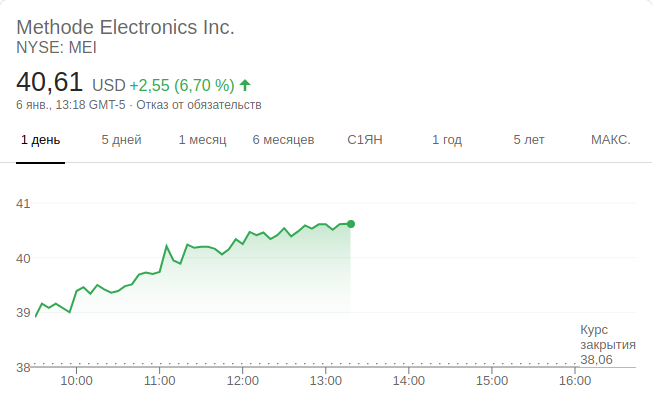 Methode Electronics Inc.
NYSE: MEI
40,61 USD +2,55 (6,70 %)
6 янв., 13:18 GMT-5 · Отказ от обязательств
1 день 5 дней 1 месяц 6 месяцев С1ЯН 1 год 5 лет МАКС.
41
40
39
38
Курс
закрытия
38,06
10:00 11:00 12:00 13:00 14:00 15:00 16:00